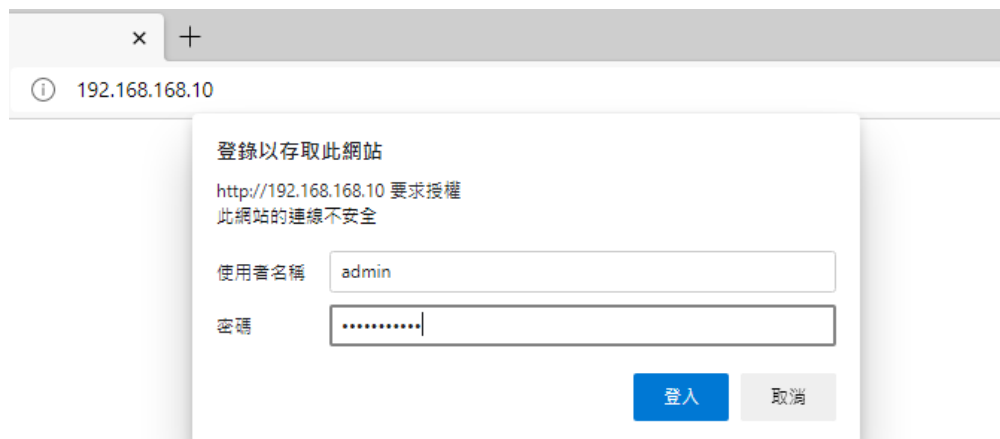 192.168.168.10
登錄以存取此網站
http://192.168.168.10 要求授權
此網站的連線不安全
使用者名稱 admin
密碼 •••••••••••
登入 取消